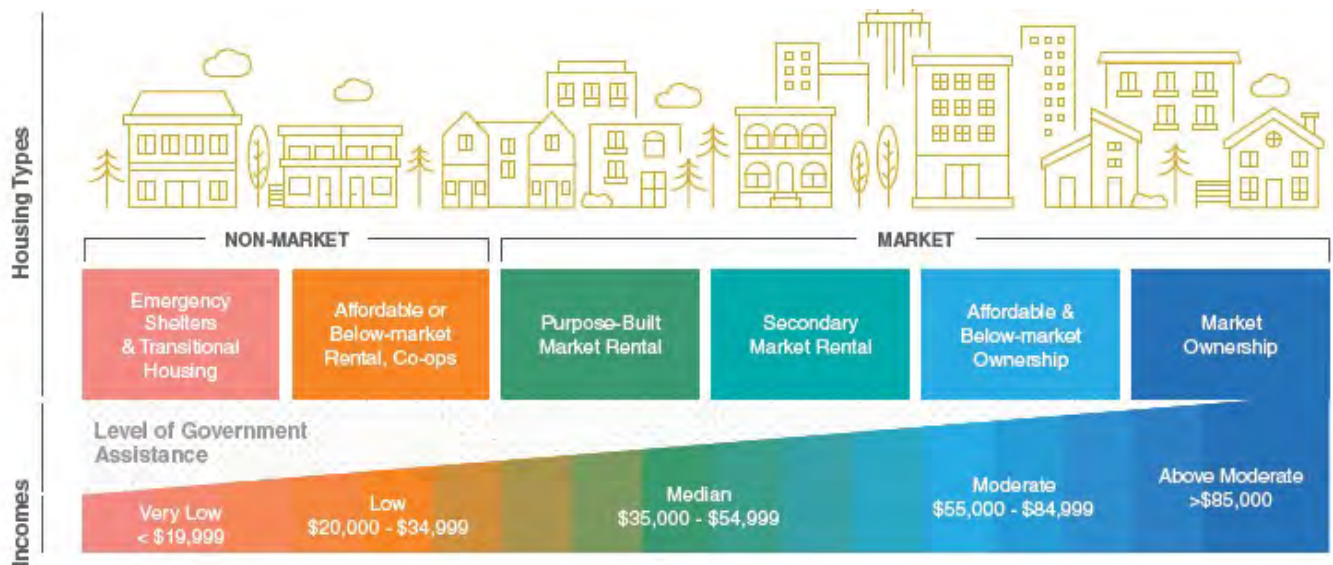 Housing Types
NON-MARKET
MARKET
Emergency
Shelters
& Transitional
Housing
Affordable or
Below-market
Rental, Co-ops
Purpose-Built
Market Rental
Secondary
Market Rental
Affordable &
Below-market
Ownership
Market
Ownership
Level of Government
Assistance
Incomes
Very Low
< $19,999
Low
$20,000 - $34,999
Median
$35,000 - $54,999
Moderate
$55,000 - $84,999
Above Moderate
>$85,000